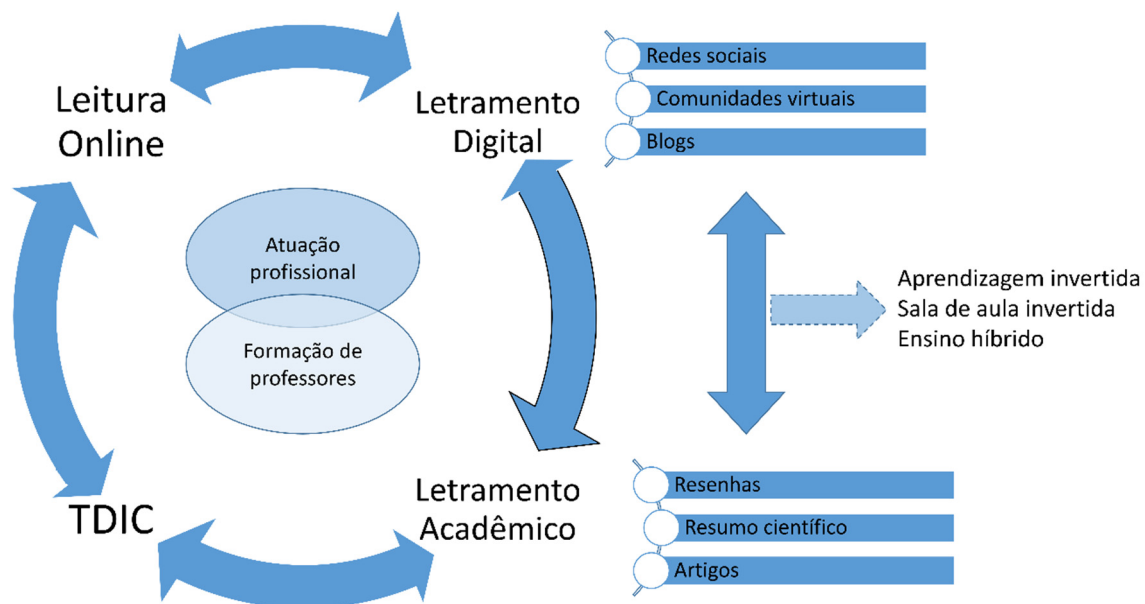 Leitura
Online
Letramento
Digital
Redes sociais
Comunidades virtuais
Blogs
Atuação
profissional
Formação de
professores
Aprendizagem invertida
Sala de aula invertida
Ensino híbrido
TDIC
Letramento
Acadêmico
Resenhas
Resumo científico
Artigos